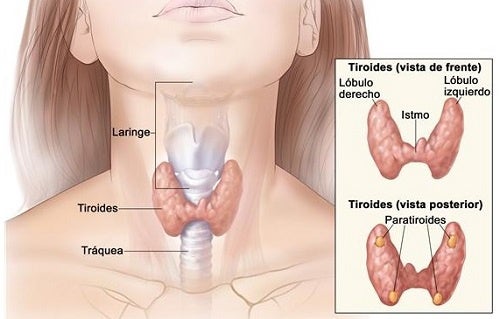 Laringe
Tiroides
Tráquea
Tiroides (vista de frente)
Lóbulo
derecho
Lóbulo
izquierdo
Istmo
Tiroides (vista posterior)
Paratiroides